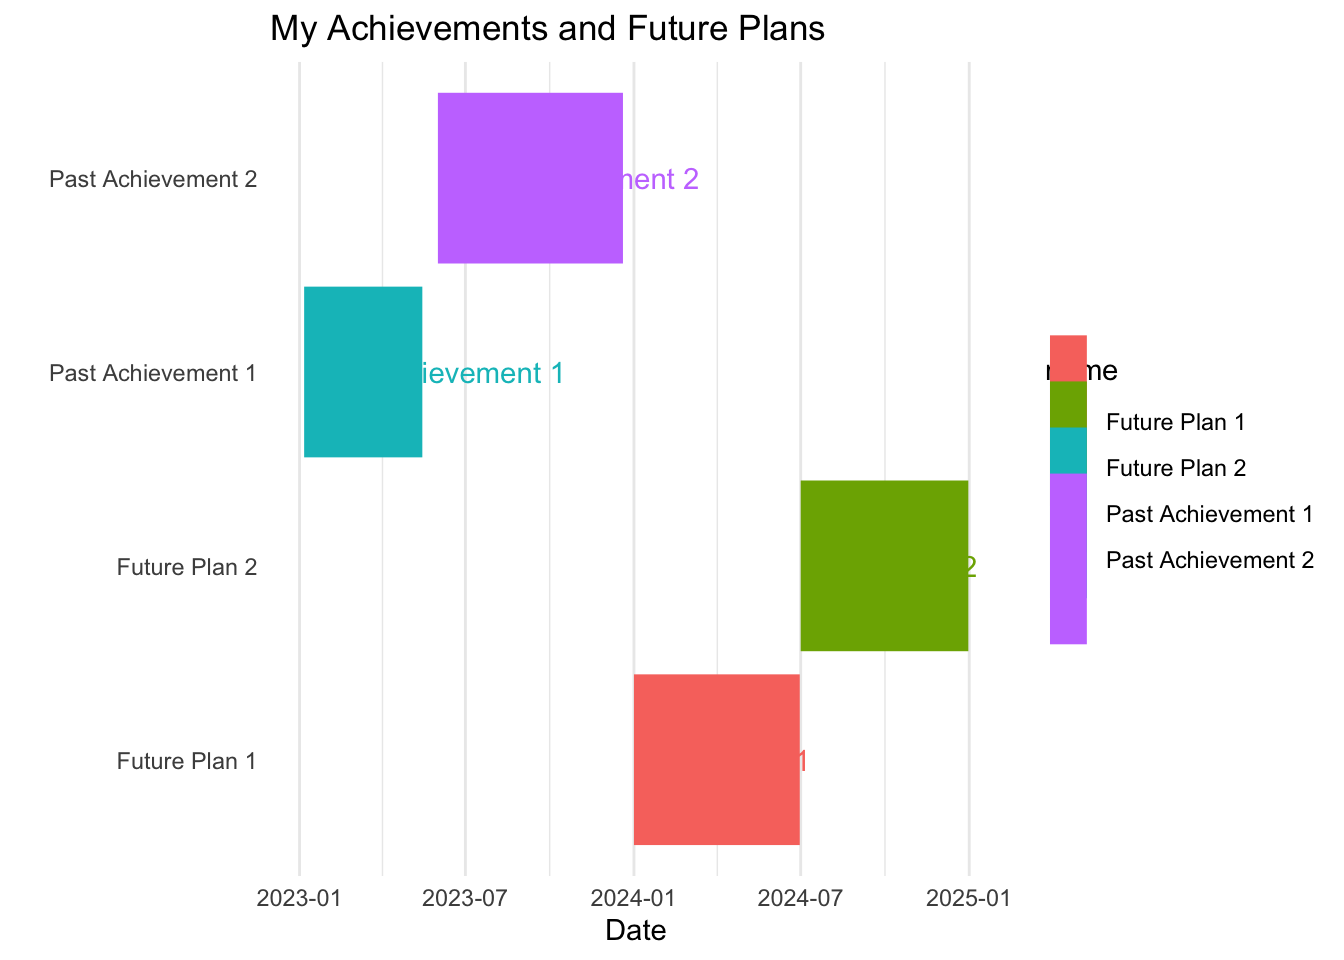 My Achievements and Future Plans
Past Achievement 2
ment 2
Past Achievement 1
ievement 1
Future Plan 2
2
Future Plan 1
1
2023-01
2023-07
2024-01
2024-07
2025-01
Date
Future Plan 1
Future Plan 2
Past Achievement 1
Past Achievement 2